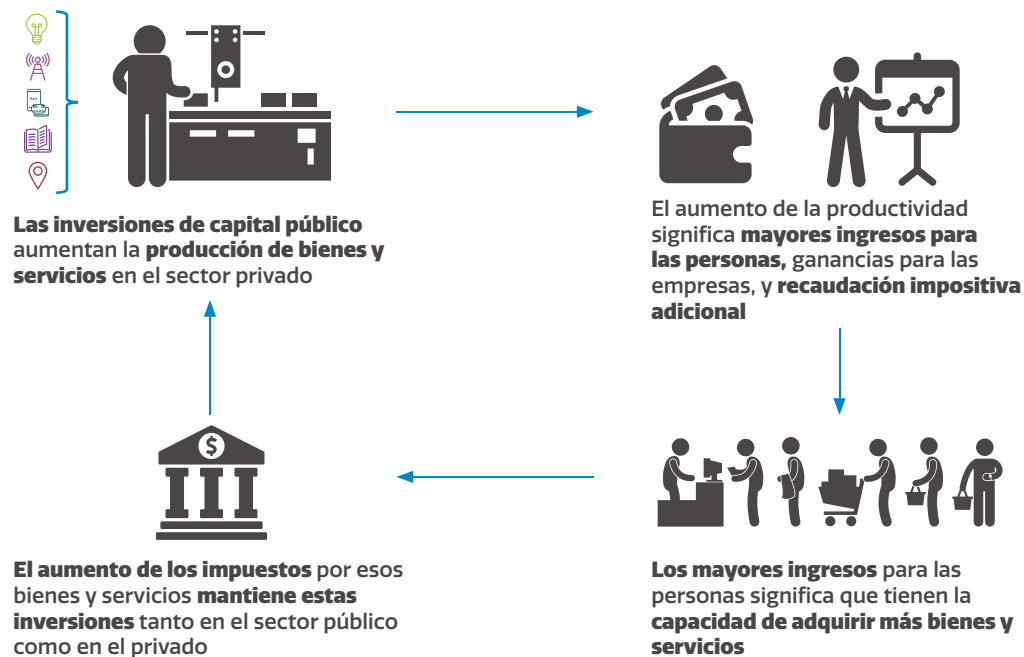 PAY
$
Las inversiones de capital público
aumentan la producción de bienes y
servicios en el sector privado
El aumento de la productividad
significa mayores ingresos para
las personas, ganancias para las
empresas, y recaudación impositiva
adicional
El aumento de los impuestos por esos
bienes y servicios mantiene estas
inversiones tanto en el sector público
como en el privado
Los mayores ingresos para las
personas significa que tienen la
capacidad de adquirir más bienes y
servicios